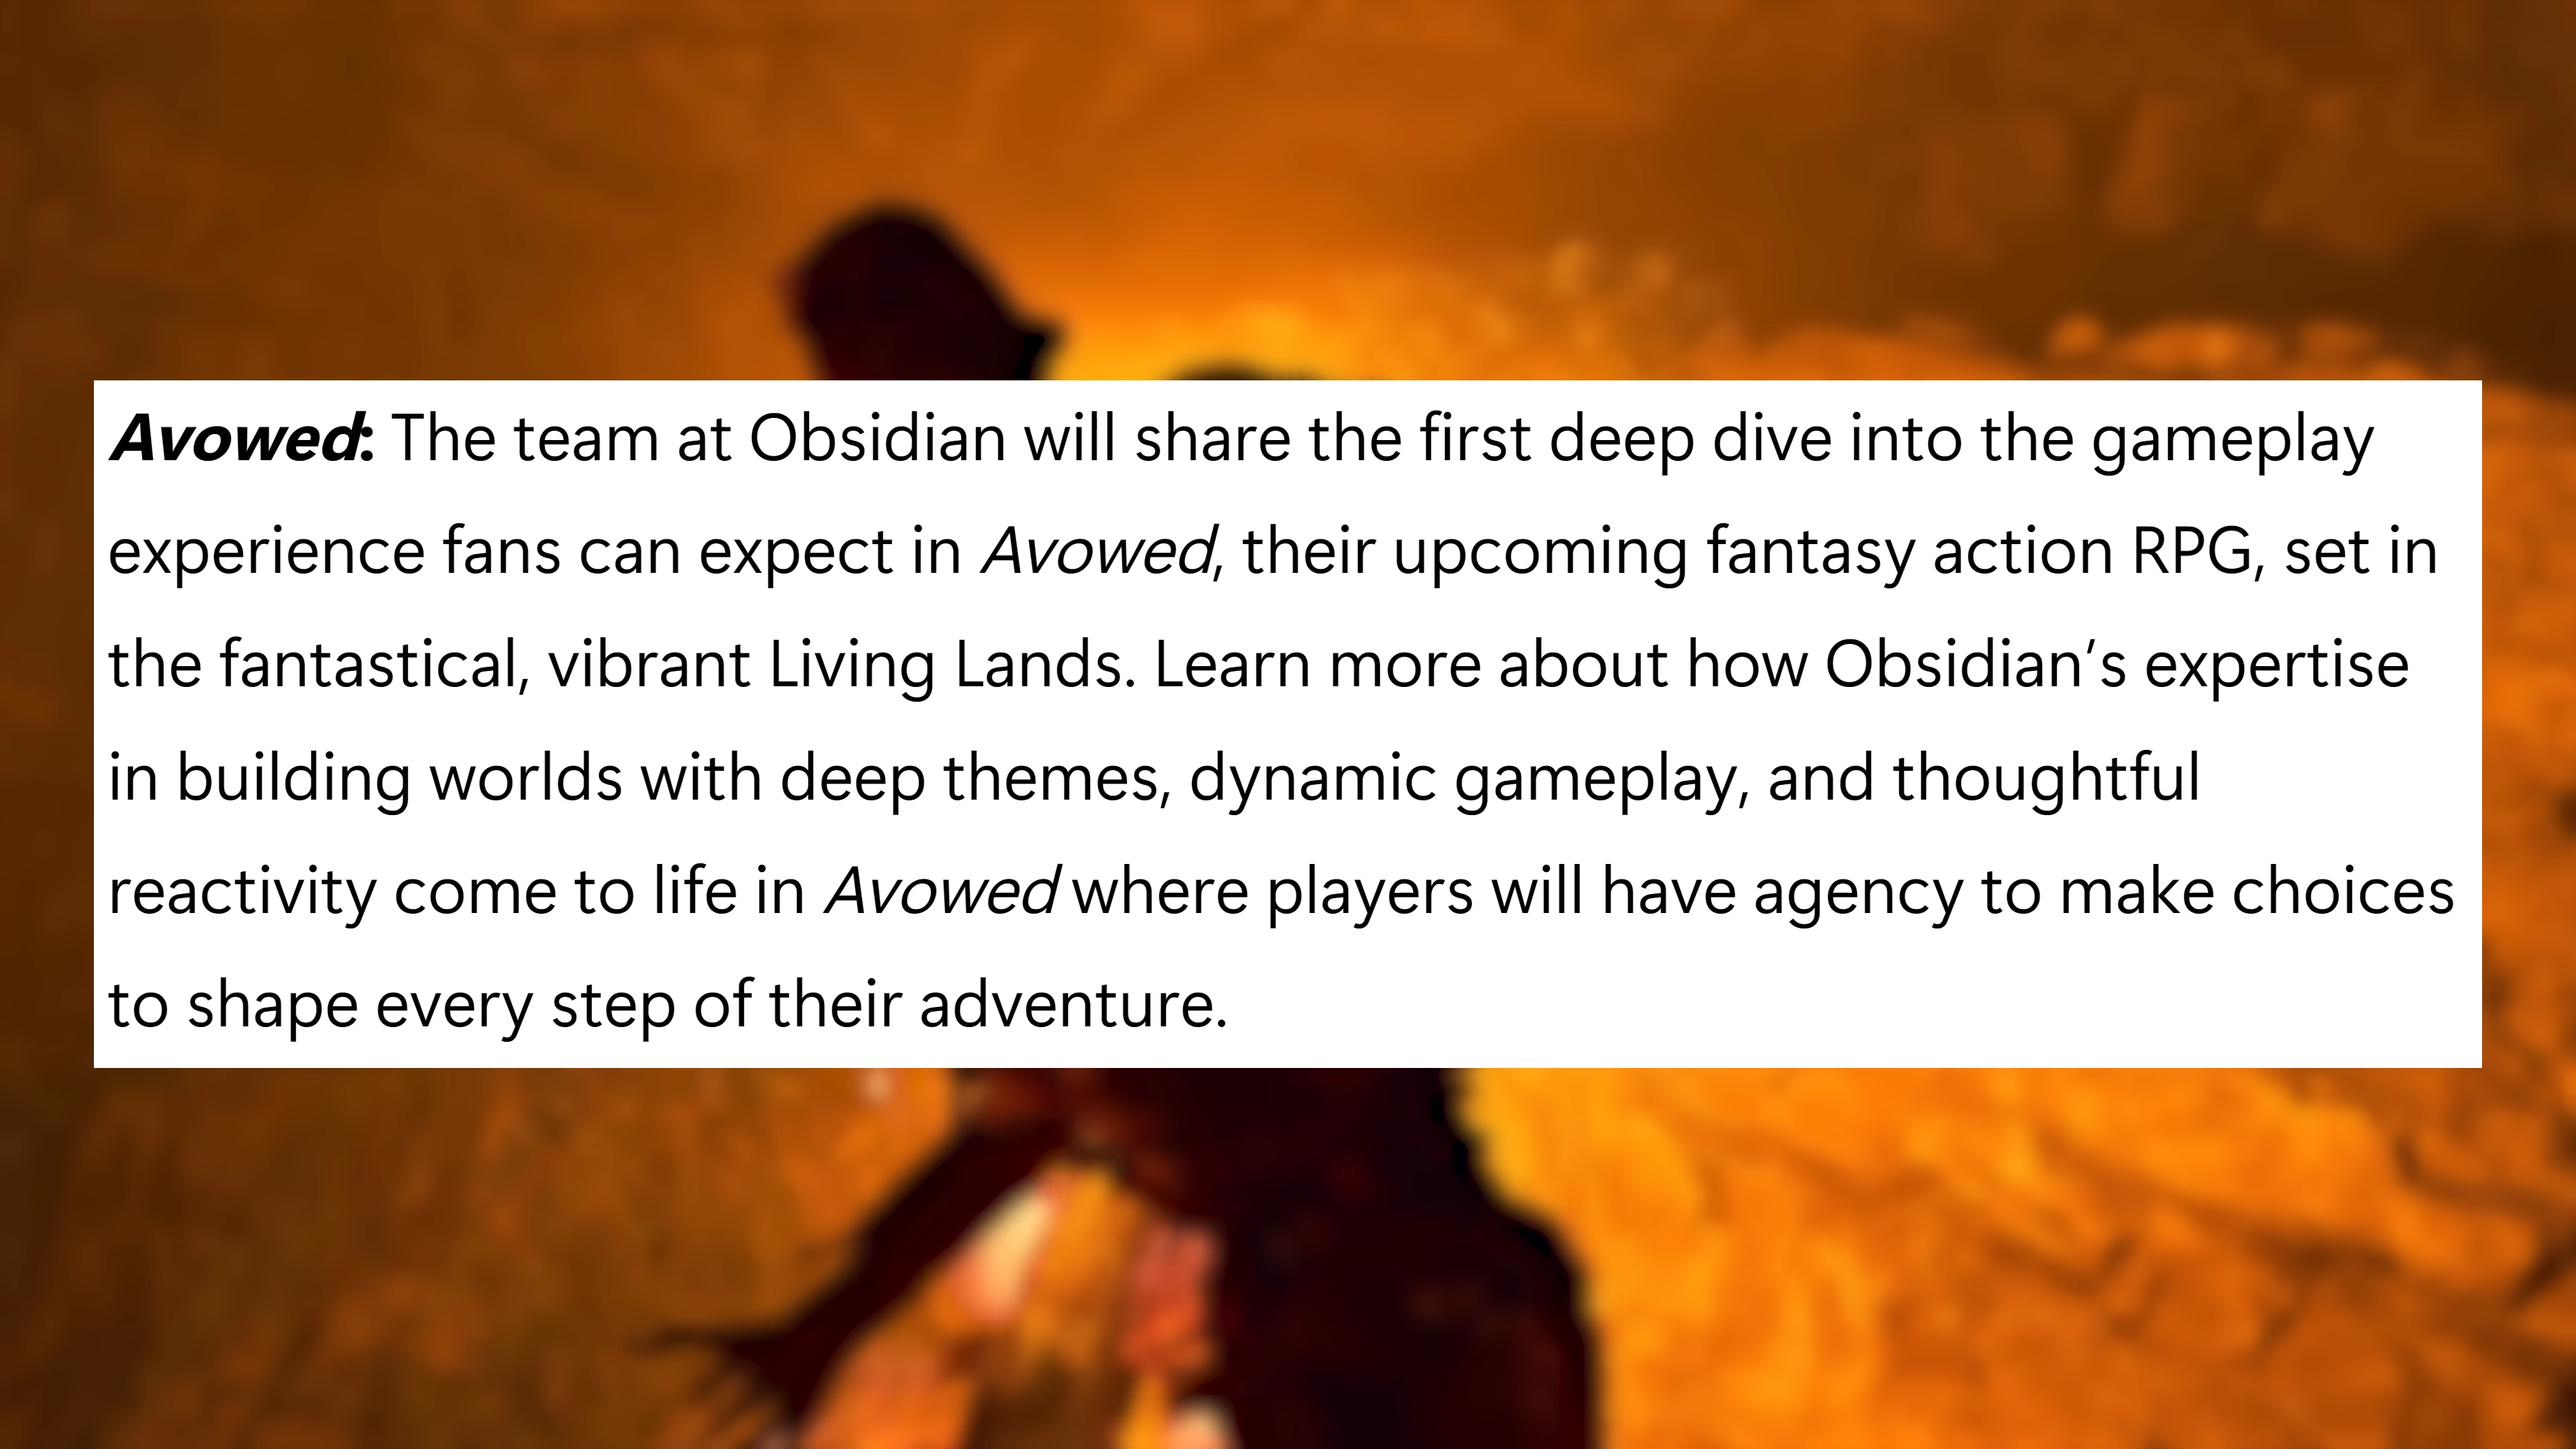 Avowed: The team at Obsidian will share the first deep dive into the gameplay
experience fans can expect in Avowed, their upcoming fantasy action RPG, set in
the fantastical, vibrant Living Lands. Learn more about how Obsidian’s expertise
in building worlds with deep themes, dynamic gameplay, and thoughtful
reactivity come to life in Avowed where players will have agency to make choices
to shape every step of their adventure.